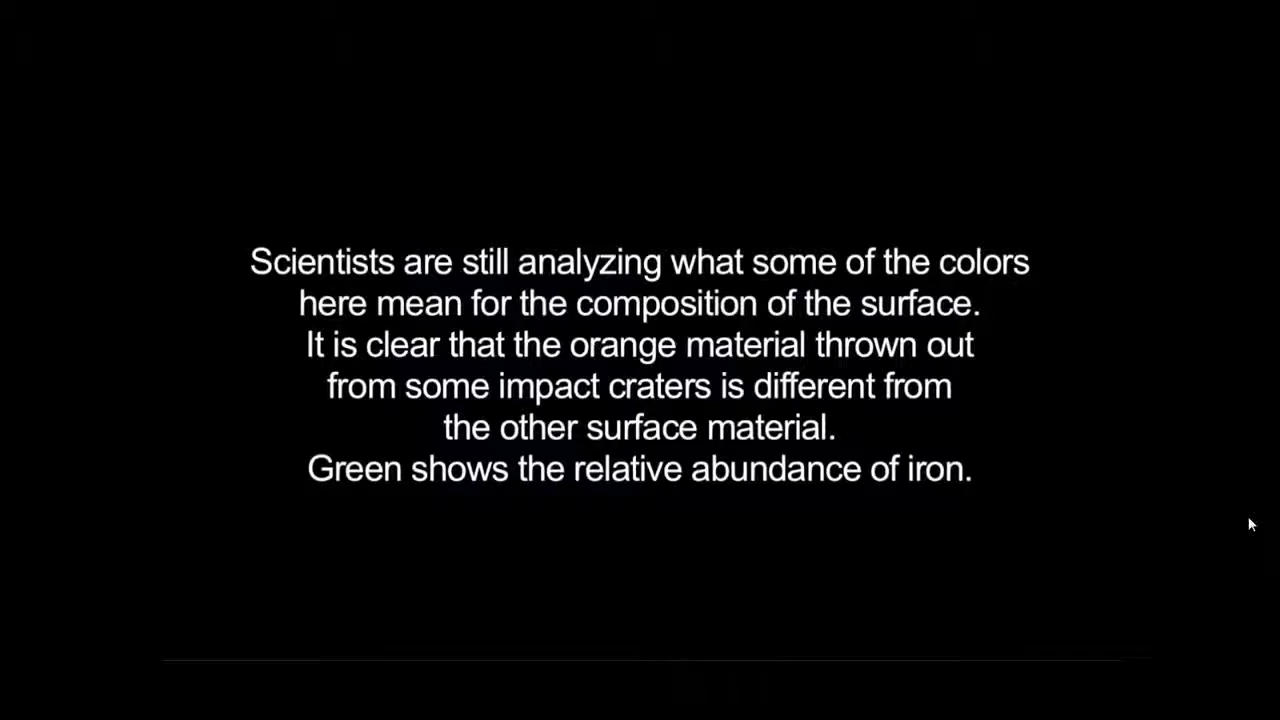 Scientists are still analyzing what some of the colors
here mean for the composition of the surface.
It is clear that the orange material thrown out
from some impact craters is different from
the other surface material.
Green shows the relative abundance of iron.